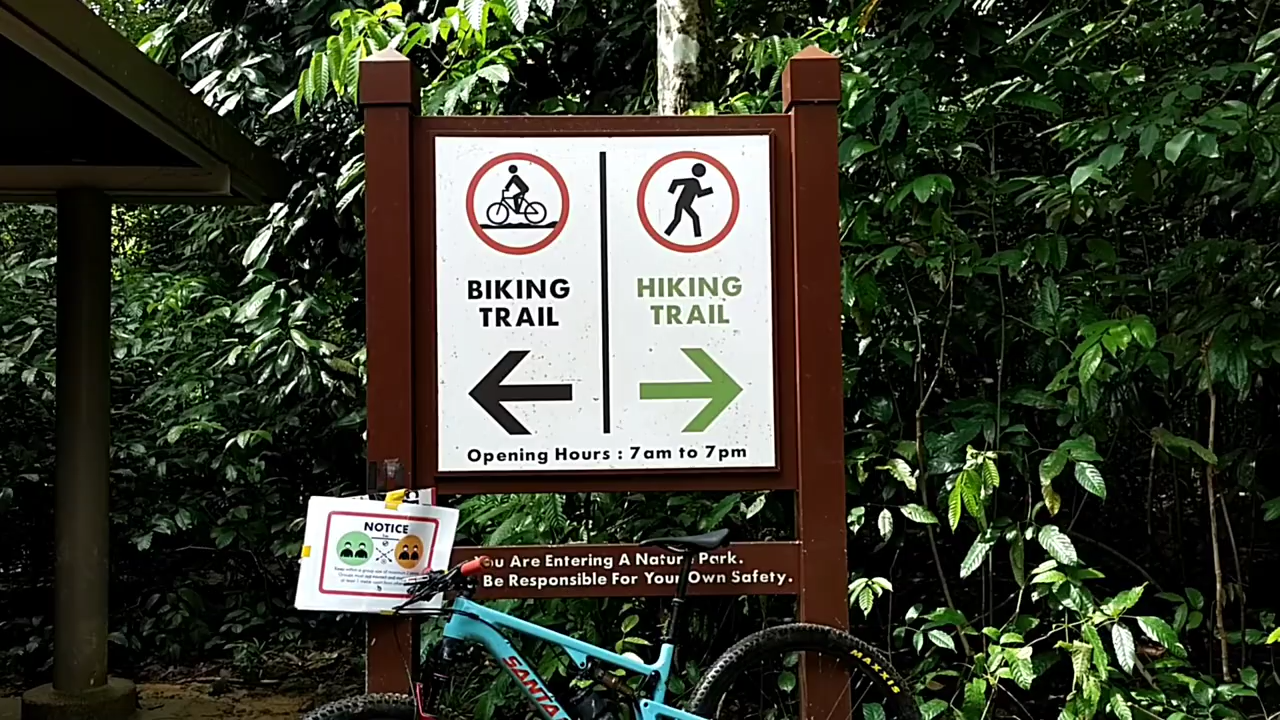 BIKING
TRAIL
HIKING
TRAIL
Opening Hours : 7am to 7pm
NOTICE
You Are Entering A Nature Park.
Be Responsible For Your Own Safety.
SANTA
MAXXIS